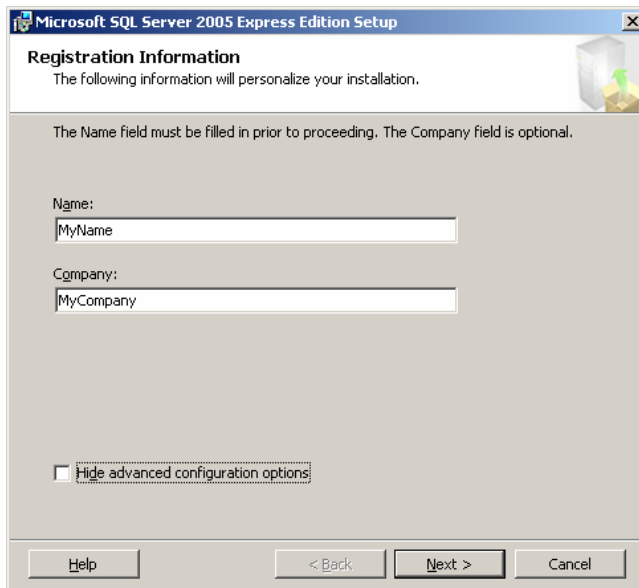 Microsoft SQL Server 2005 Express Edition Setup
Registration Information
The following information will personalize your installation.
The Name field must be filled in prior to proceeding. The Company field is optional.
Name:
MyName
Company:
MyCompany
Hide advanced configuration options
Help
< Back
Next >
Cancel